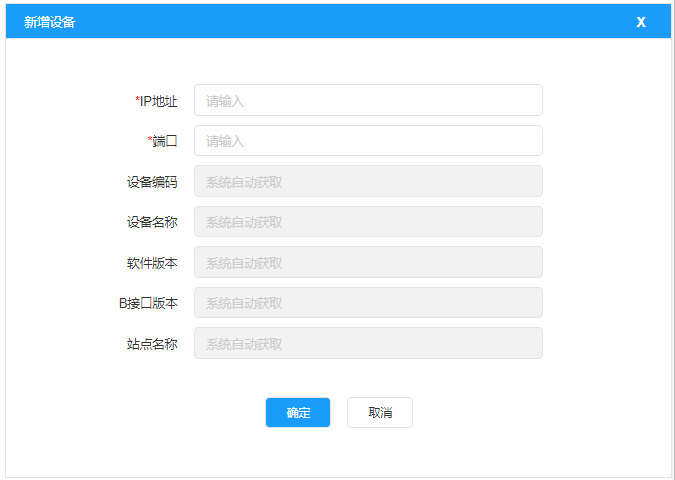 新增设备 X
*IP地址 请输入
*端口 请输入
设备编码 系统自动获取
设备名称 系统自动获取
软件版本 系统自动获取
B接口版本 系统自动获取
站点名称 系统自动获取
确定 取消